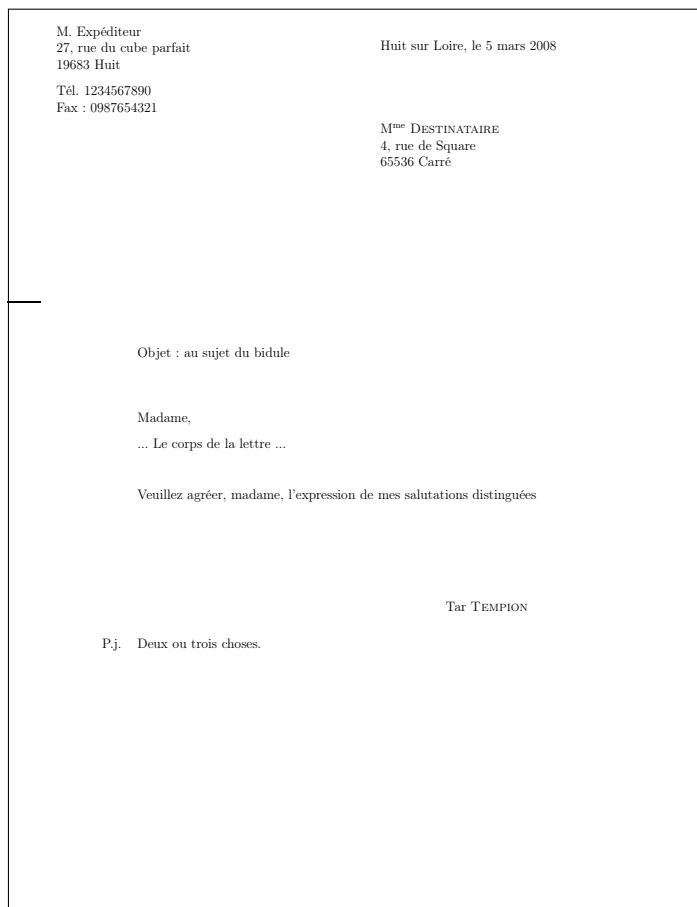 M. Expéditeur
27, rue du cube parfait
19683 Huit
Tél. 1234567890
Fax : 0987654321
Huit sur Loire, le 5 mars 2008
Mme DESTINATAIRE
4, rue de Square
65536 Carré
Objet : au sujet du bidule
Madame,
... Le corps de la lettre ...
Veuillez agréer, madame, l'expression de mes salutations distinguées
Tar TEMPION
P.j. Deux ou trois choses.